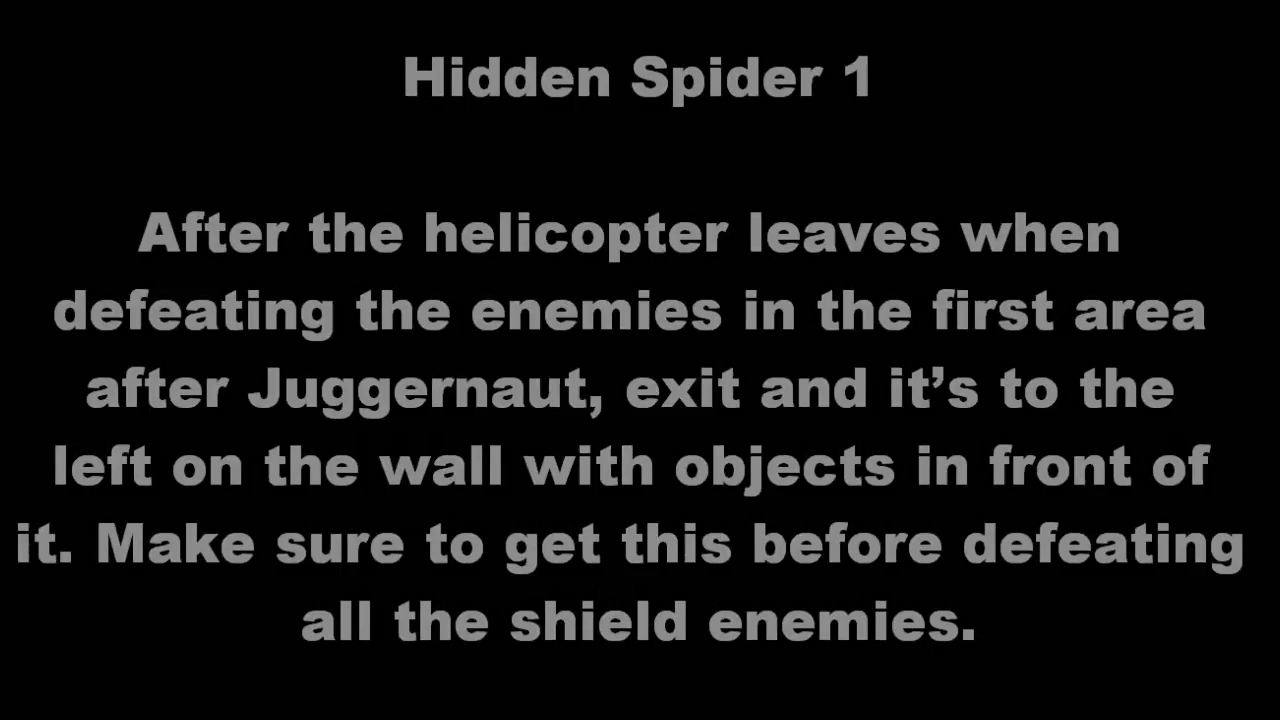 Hidden Spider 1
After the helicopter leaves when
defeating the enemies in the first area
after Juggernaut, exit and it’s to the
left on the wall with objects in front of
it. Make sure to get this before defeating
all the shield enemies.